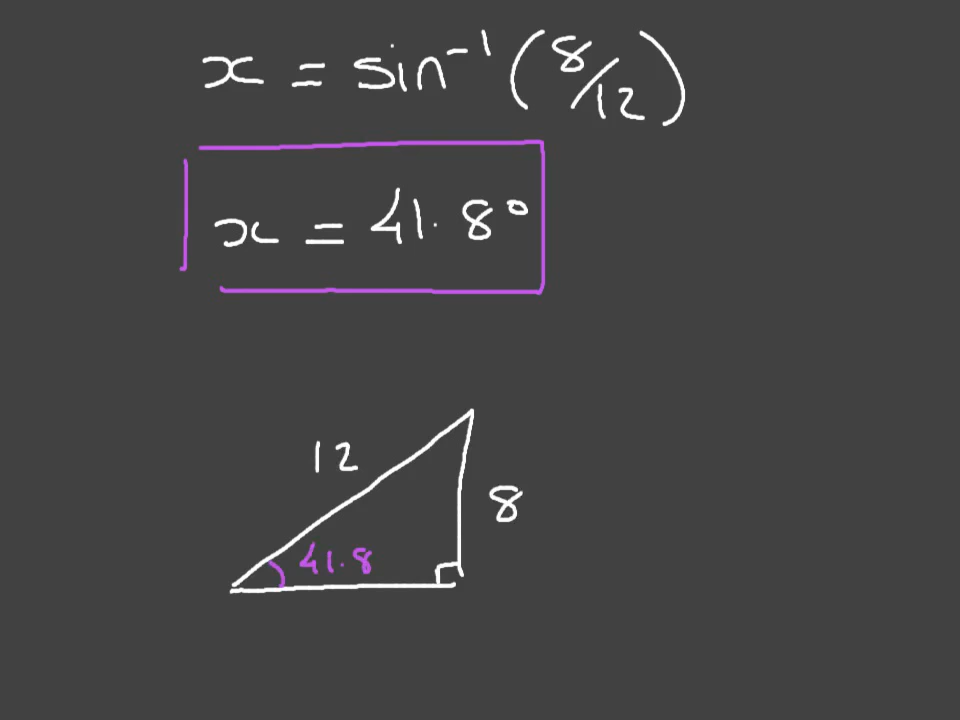 x = sin⁻¹ (8/12)
x = 41.8°
12
8
41.8